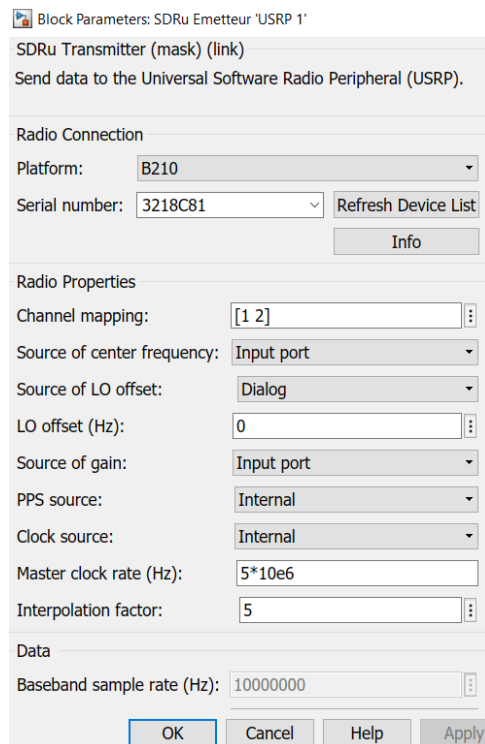 Block Parameters: SDRu Emetteur 'USRP 1'
SDRu Transmitter (mask) (link)
Send data to the Universal Software Radio Peripheral (USRP).
Radio Connection
Platform: B210
Serial number: 3218C81 Refresh Device List
Info
Radio Properties
Channel mapping: [1 2]
Source of center frequency: Input port
Source of LO offset: Dialog
LO offset (Hz): 0
Source of gain: Input port
PPS source: Internal
Clock source: Internal
Master clock rate (Hz): 5*10e6
Interpolation factor: 5
Data
Baseband sample rate (Hz): 10000000
OK Cancel Help Apply